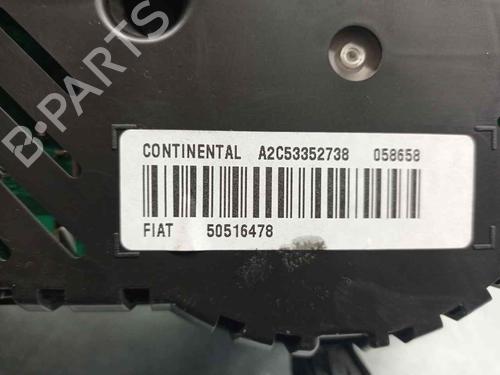 B-PARTS
CONTINENTAL A2C53352738 058658
FIAT 50516478